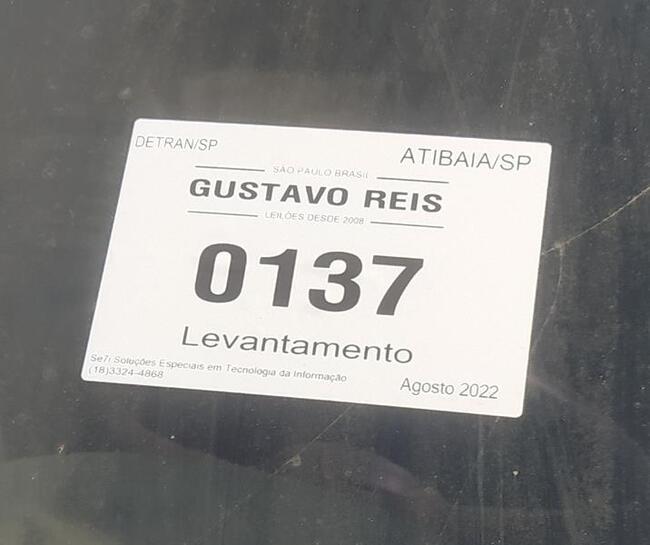 DETRAN/SP
ATIBAIA/SP
SÃO PAULO BRASIL
GUSTAVO REIS
LEILÕES DESDE 2008
0137
Levantamento
Se7i Soluções Especiais em Tecnologia da Informação
(18)3324-4868
Agosto 2022